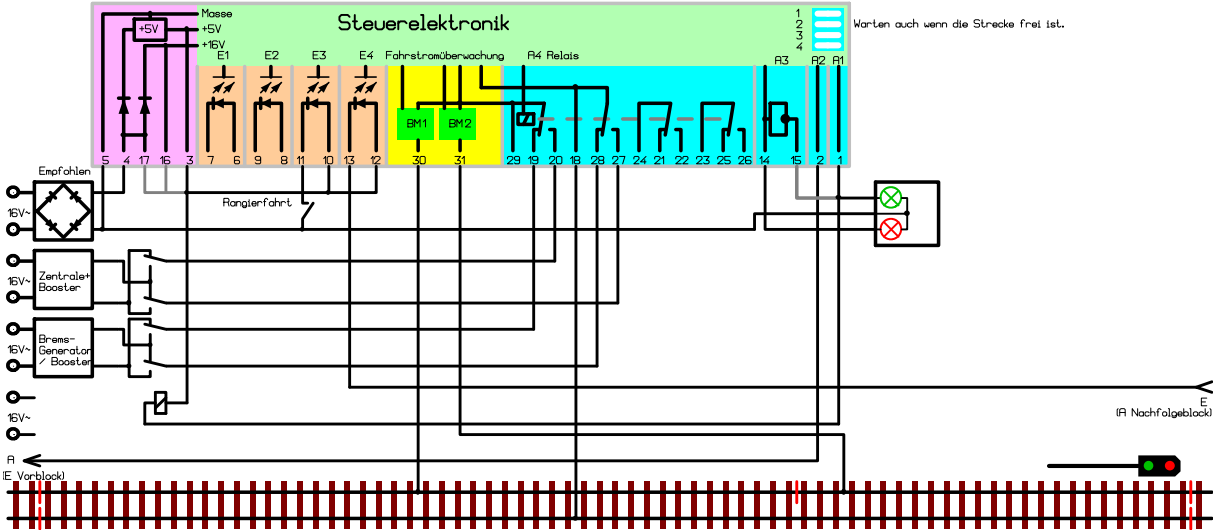 Masse
+5V
+5V
+16V
Steuerelektronik
1
2
3
4
Warten auch wenn die Strecke frei ist.
E1
E2
E3
E4
Fahrstromüberwachung
A4 Relais
A3
A2
A1
BM1
BM2
5
4
17
16
3
7
6
9
8
11
10
13
12
30
31
29
19
20
18
28
27
24
21
22
23
25
26
14
15
2
1
Empfohlen
16V~
Rangierfahrt
16V~
Zentrale+
Booster
16V~
Brems-
Generator
/ Booster
16V~
E
(A Nachfolgeblock)
A
(E Vorblock)